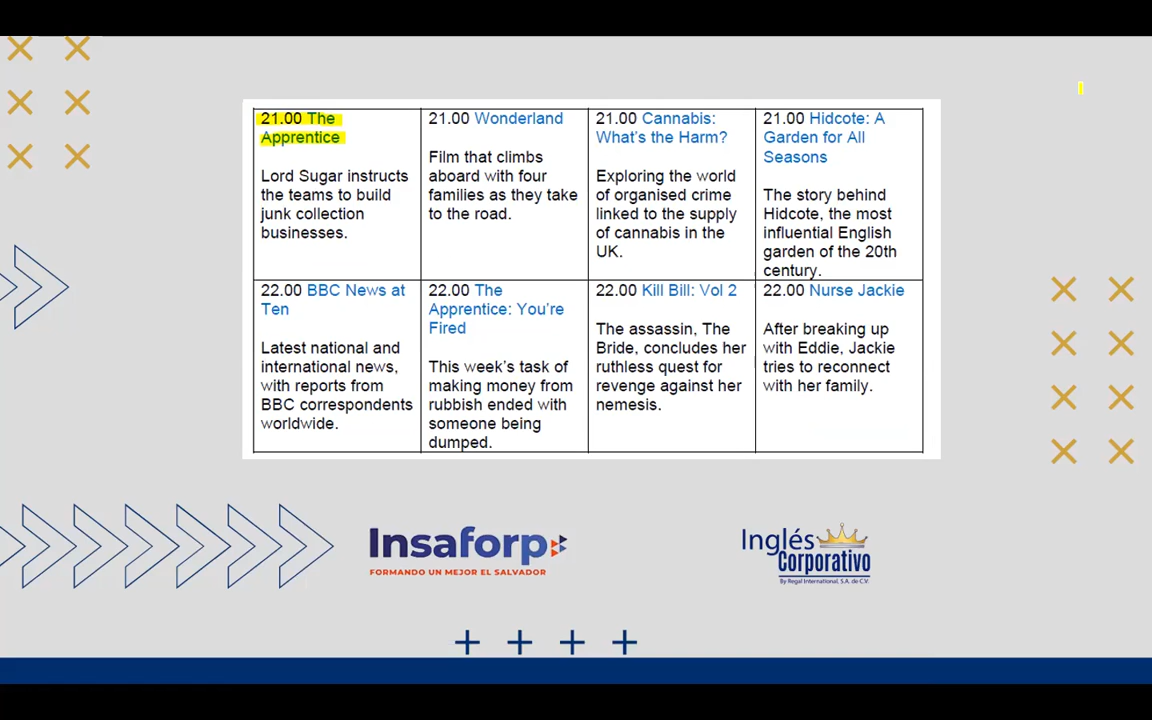 21.00 The
Apprentice
Lord Sugar instructs
the teams to build
junk collection
businesses.
21.00 Wonderland
Film that climbs
aboard with four
families as they take
to the road.
21.00 Cannabis:
What's the Harm?
Exploring the world
of organised crime
linked to the supply
of cannabis in the
UK.
21.00 Hidcote: A
Garden for All
Seasons
The story behind
Hidcote, the most
influential English
garden of the 20th
century.
22.00 BBC News at
Ten
Latest national and
international news,
with reports from
BBC correspondents
worldwide.
22.00 The
Apprentice: You're
Fired
This week's task of
making money from
rubbish ended with
someone being
dumped.
22.00 Kill Bill: Vol 2
The assassin, The
Bride, concludes her
ruthless quest for
revenge against her
nemesis.
22.00 Nurse Jackie
After breaking up
with Eddie, Jackie
tries to reconnect
with her family.
Insaforp
FORMANDO UN MEJOR EL SALVADOR
Inglés
Corporativo
By Regal International, S.A. de C.V.